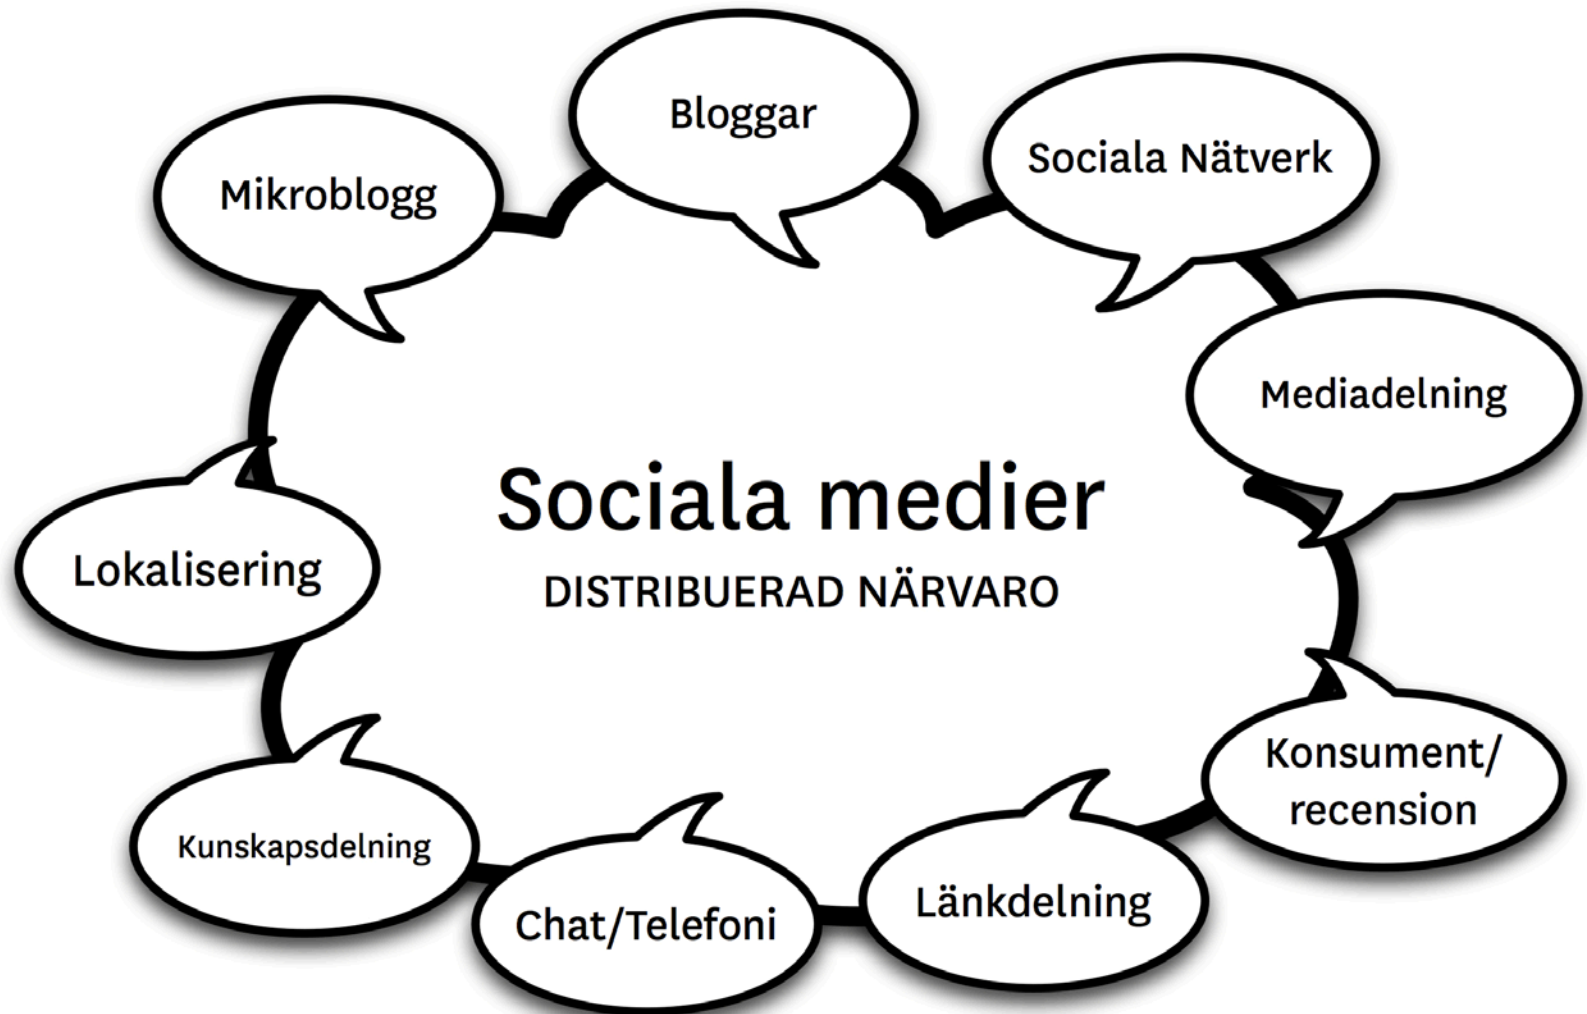 Bloggar
Sociala Nätverk
Mikroblogg
Mediadelning
Sociala medier
DISTRIBUERAD NÄRVARO
Lokalisering
Konsument/
recension
Kunskapsdelning
Länkdelning
Chat/Telefoni